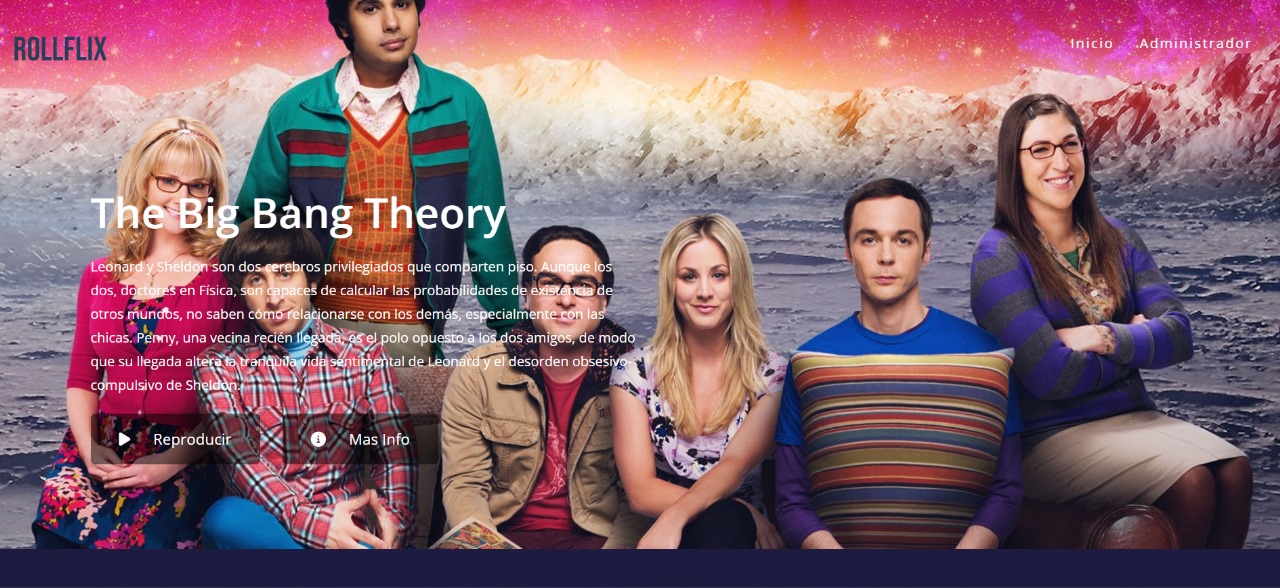 ROLLFLIX
Inicio
Administrador
The Big Bang Theory
Leonard y Sheldon son dos cerebros privilegiados que comparten piso. Aunque los
dos, doctores en Física, son capaces de calcular las probabilidades de existencia de
otros mundos, no saben cómo relacionarse con los demás, especialmente con las
chicas. Penny, una vecina recién llegada, es el polo opuesto a los dos amigos, de modo
que su llegada altera la tranquila vida sentimental de Leonard y el desorden obsesivo-
compulsivo de Sheldon.
Reproducir
Mas Info